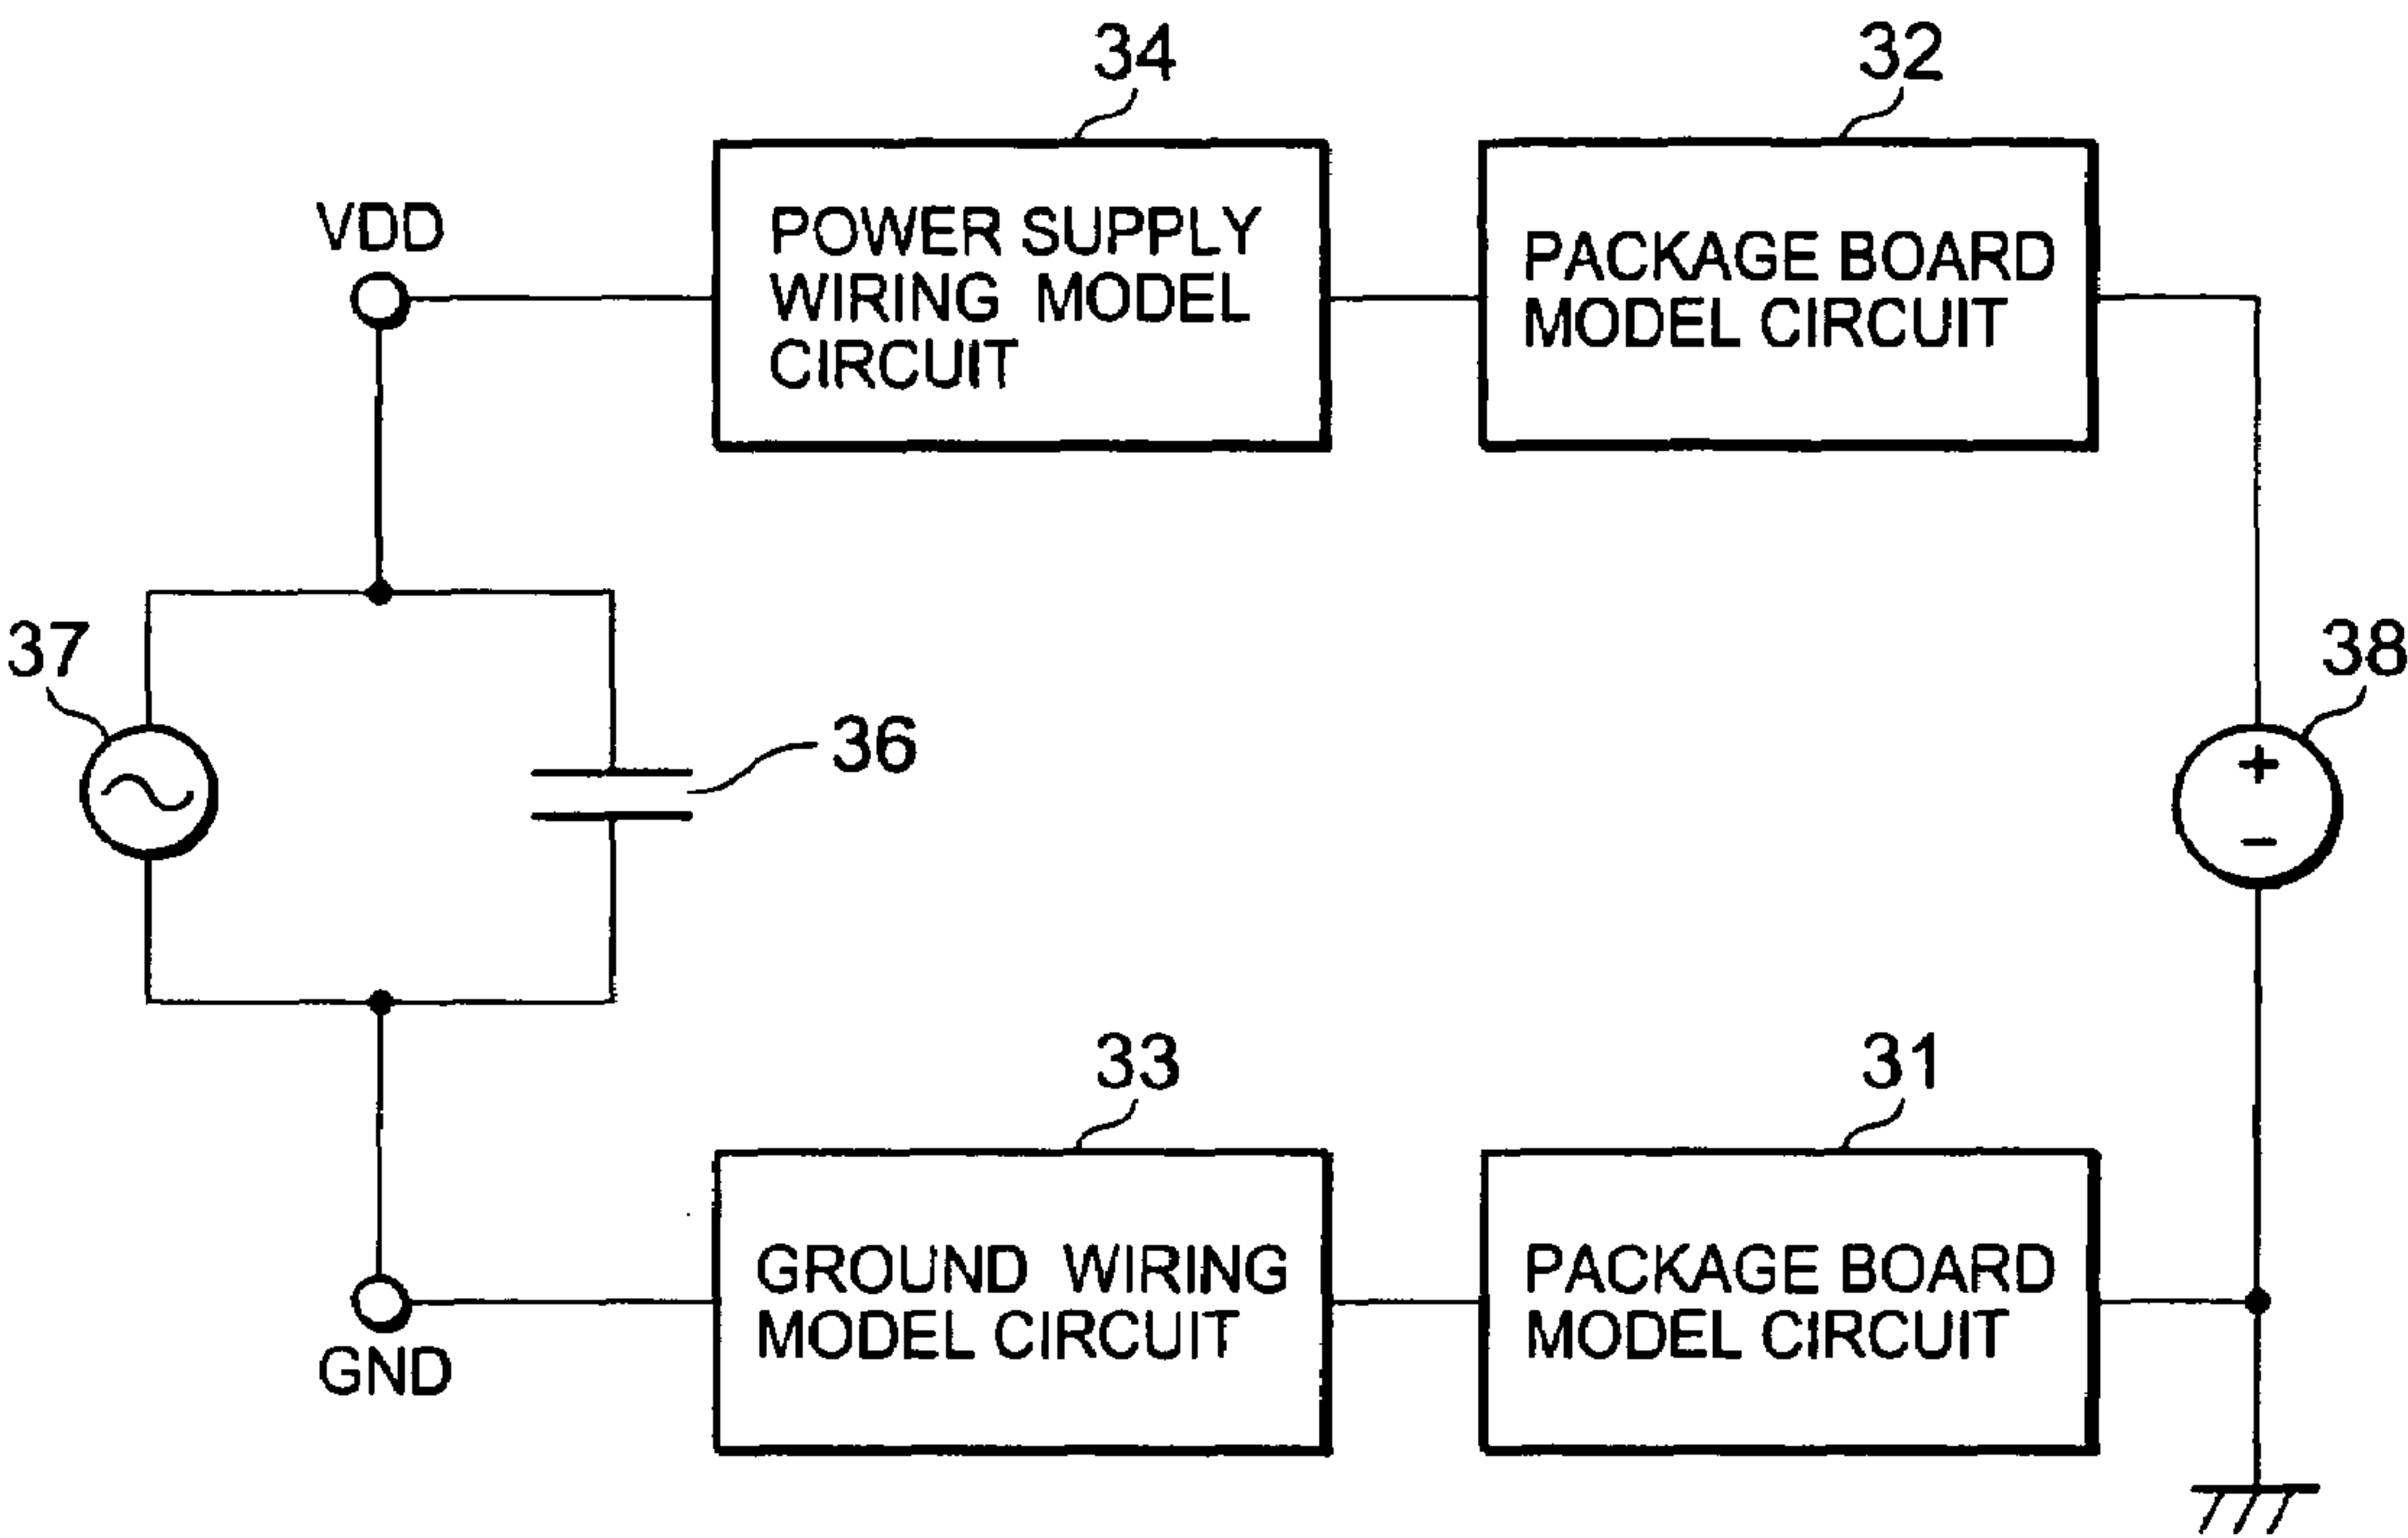 34
32
VDD
POWER SUPPLY
WIRING MODEL
CIRCUIT
PACKAGE BOARD
MODEL CIRCUIT
37
36
38
+
−
33
31
GROUND WIRING
MODEL CIRCUIT
PACKAGE BOARD
MODEL CIRCUIT
GND